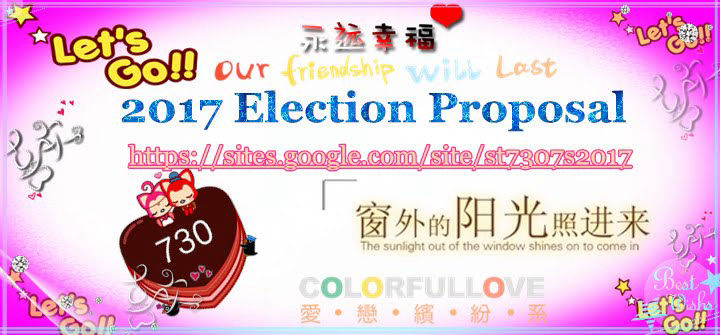 Let's
Go!!
永远幸福
Let's
Go!!
Our friendship will Last
2017 Election Proposal
https://sites.google.com/site/st7307s2017
730
窗外的阳光照进来
The sunlight out of the window shines on to come in
COLORFULLOVE
愛・戀・繽・紛・系
Let's
Go!!
Best
Wishes
Let's
Go!!